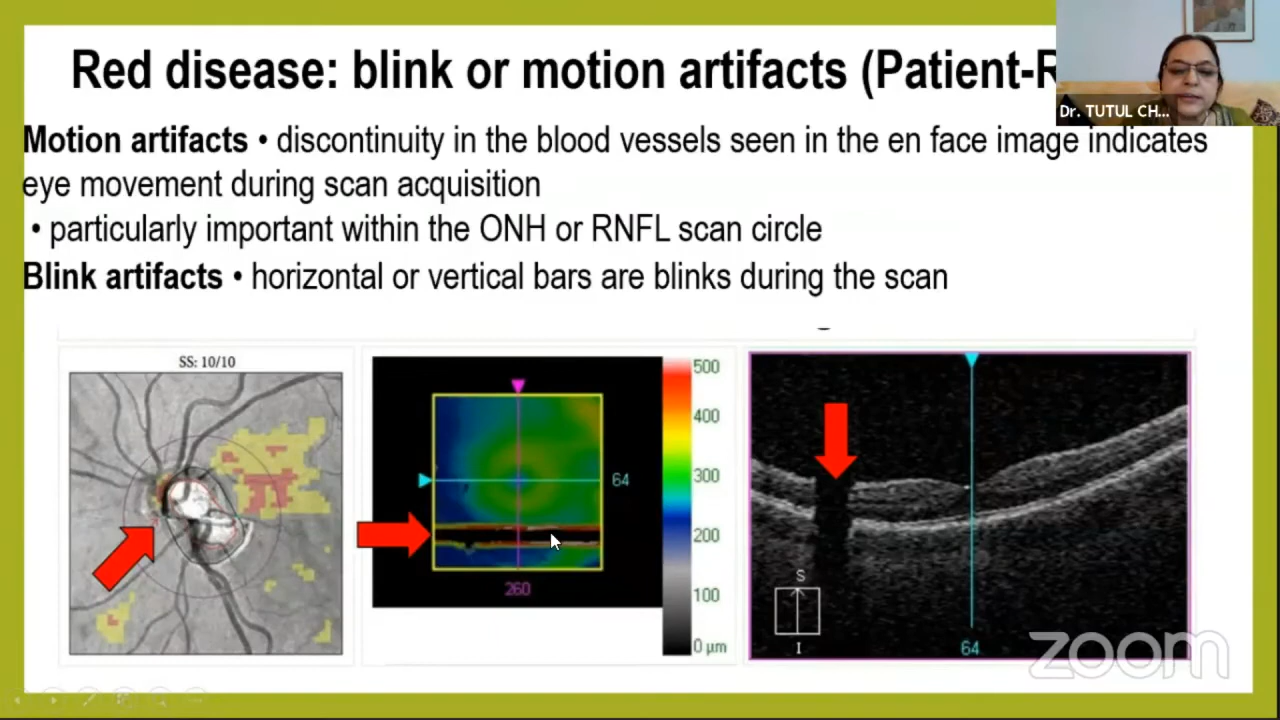 Red disease: blink or motion artifacts (Patient-R
Dr. TUTUL CH...
Motion artifacts • discontinuity in the blood vessels seen in the en face image indicates
eye movement during scan acquisition
• particularly important within the ONH or RNFL scan circle
Blink artifacts • horizontal or vertical bars are blinks during the scan
SS: 10/10
64
260
500
400
300
200
100
0 µm
S
I
64
zoom